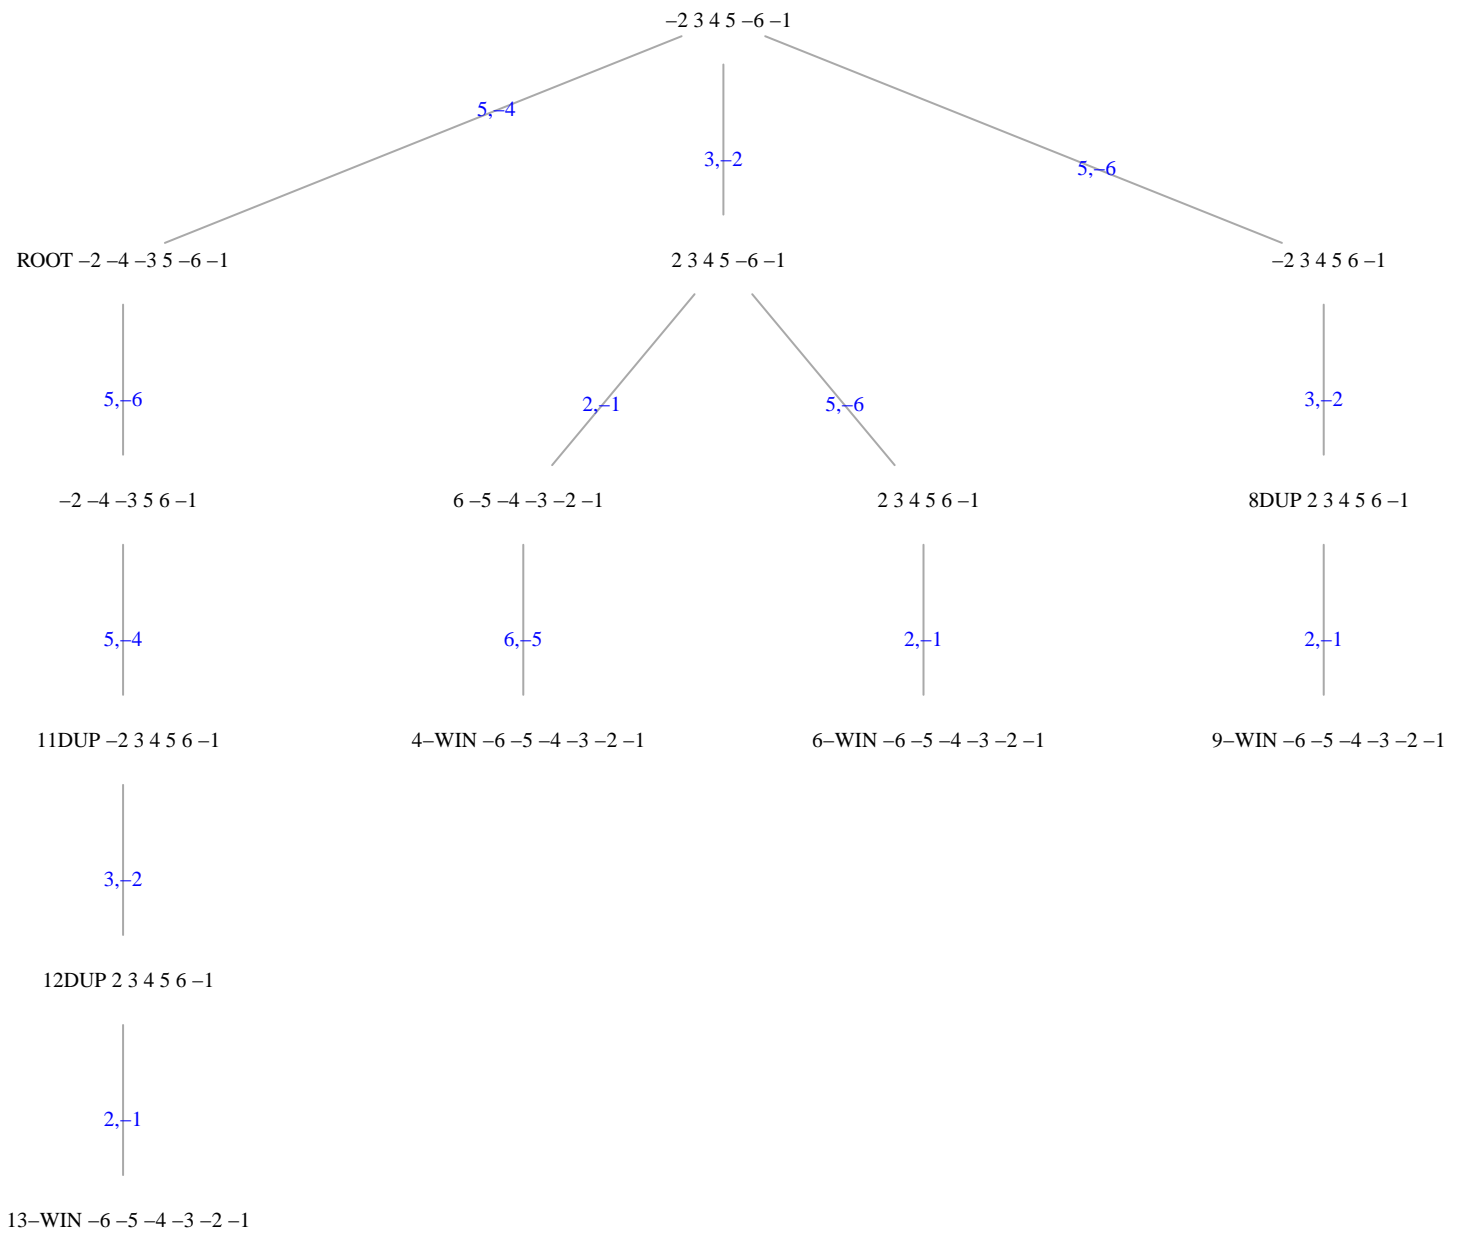 –2 3 4 5 –6 –1
5,–4
3,–2
5,–6
ROOT –2 –4 –3 5 –6 –1
2 3 4 5 –6 –1
–2 3 4 5 6 –1
5,–6
2,–1
5,–6
3,–2
–2 –4 –3 5 6 –1
6 –5 –4 –3 –2 –1
2 3 4 5 6 –1
8DUP 2 3 4 5 6 –1
5,–4
6,–5
2,–1
2,–1
11DUP –2 3 4 5 6 –1
4–WIN –6 –5 –4 –3 –2 –1
6–WIN –6 –5 –4 –3 –2 –1
9–WIN –6 –5 –4 –3 –2 –1
3,–2
12DUP 2 3 4 5 6 –1
2,–1
13–WIN –6 –5 –4 –3 –2 –1